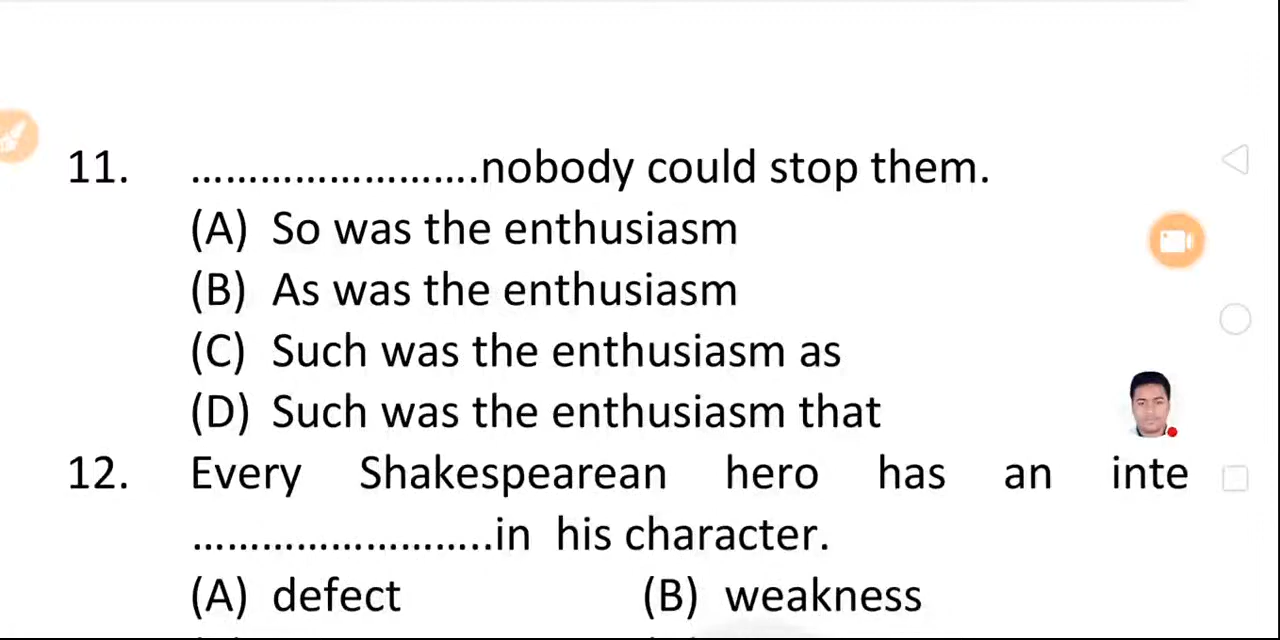 11. ........................nobody could stop them.
(A) So was the enthusiasm
(B) As was the enthusiasm
(C) Such was the enthusiasm as
(D) Such was the enthusiasm that
12. Every Shakespearean hero has an inte
..........................in his character.
(A) defect (B) weakness